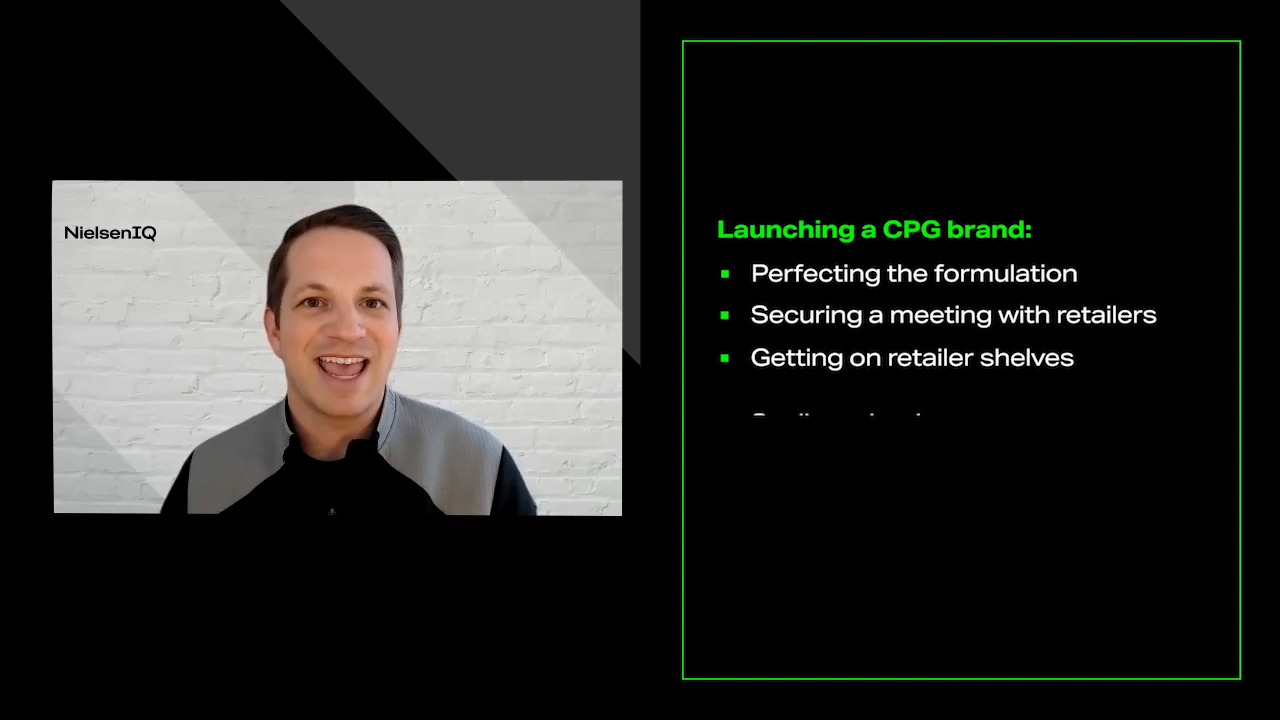 NielsenIQ
Launching a CPG brand:
Perfecting the formulation
Securing a meeting with retailers
Getting on retailer shelves